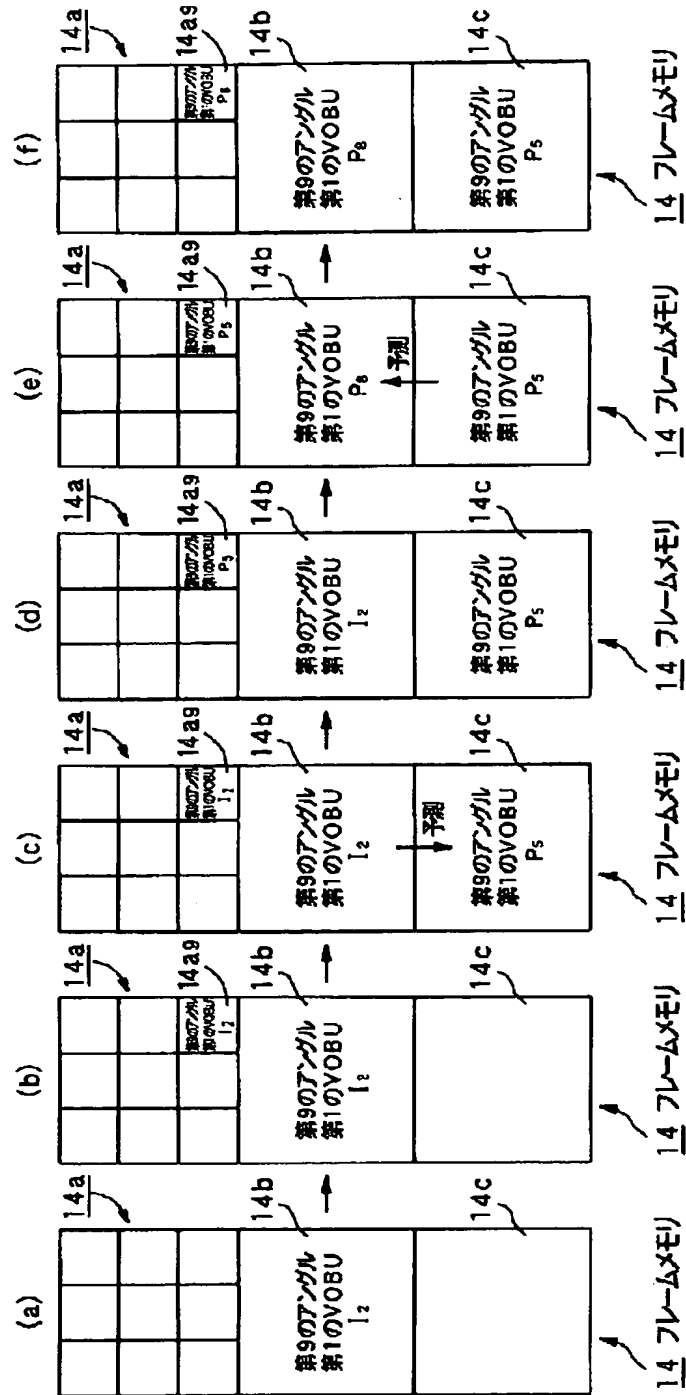 (a)
14a
第9のアングル
第1のVOBU
I2
14b
14c
14 フレームメモリ
(b)
14a
第9のアングル
第1のVOBU
I2
14a9
第9のアングル
第1のVOBU
I2
14b
14c
14 フレームメモリ
(c)
14a
第9のアングル
第1のVOBU
I2
14a9
第9のアングル
第1のVOBU
I2
14b
予測
第9のアングル
第1のVOBU
P5
14c
14 フレームメモリ
(d)
14a
第9のアングル
第1のVOBU
P5
14a9
第9のアングル
第1のVOBU
I2
14b
第9のアングル
第1のVOBU
P5
14c
14 フレームメモリ
(e)
14a
第9のアングル
第1のVOBU
P5
14a9
第9のアングル
第1のVOBU
P8
14b
予測
第9のアングル
第1のVOBU
P5
14c
14 フレームメモリ
(f)
14a
第9のアングル
第1のVOBU
P8
14a9
第9のアングル
第1のVOBU
P8
14b
第9のアングル
第1のVOBU
P5
14c
14 フレームメモリ